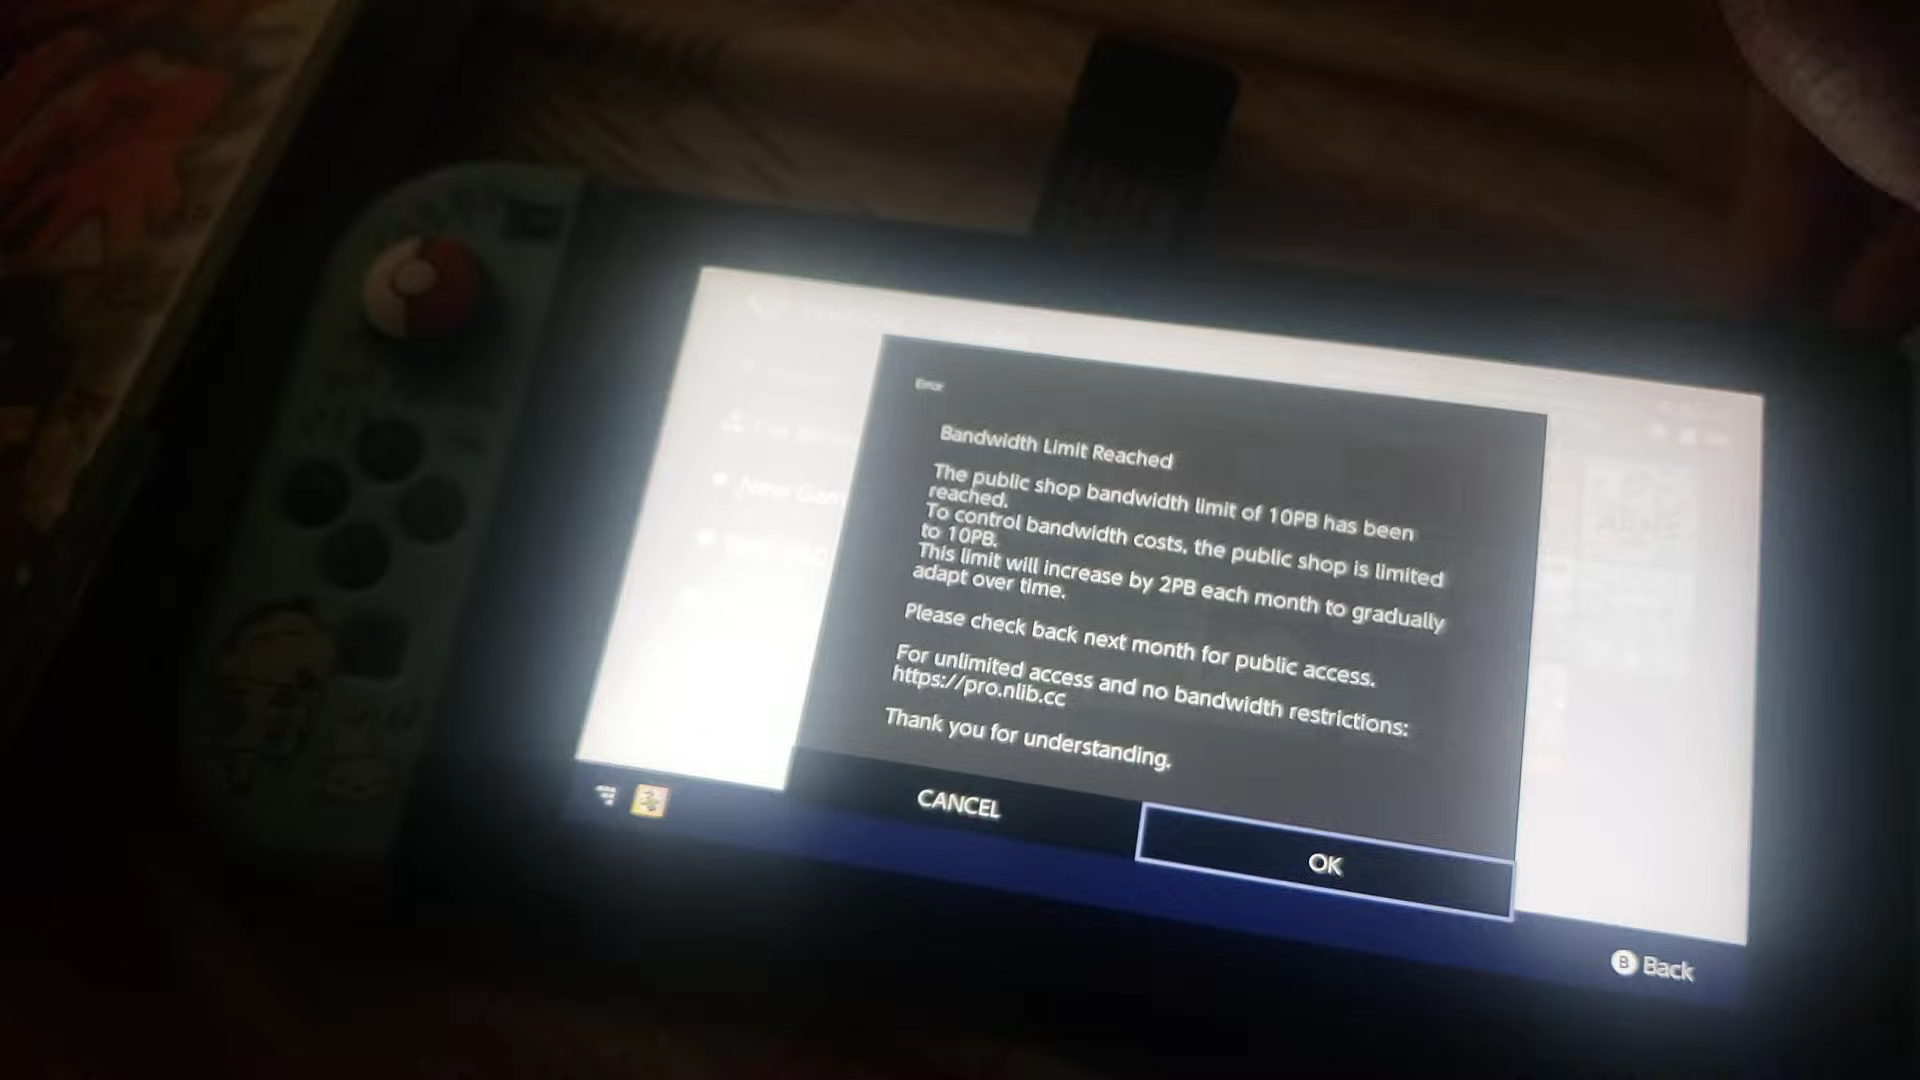 Error
Bandwidth Limit Reached
The public shop bandwidth limit of 10PB has been
reached.
To control bandwidth costs, the public shop is limited
to 10PB.
This limit will increase by 2PB each month to gradually
adapt over time.
Please check back next month for public access.
For unlimited access and no bandwidth restrictions:
https://pro.nlib.cc
Thank you for understanding.
CANCEL
OK
B Back